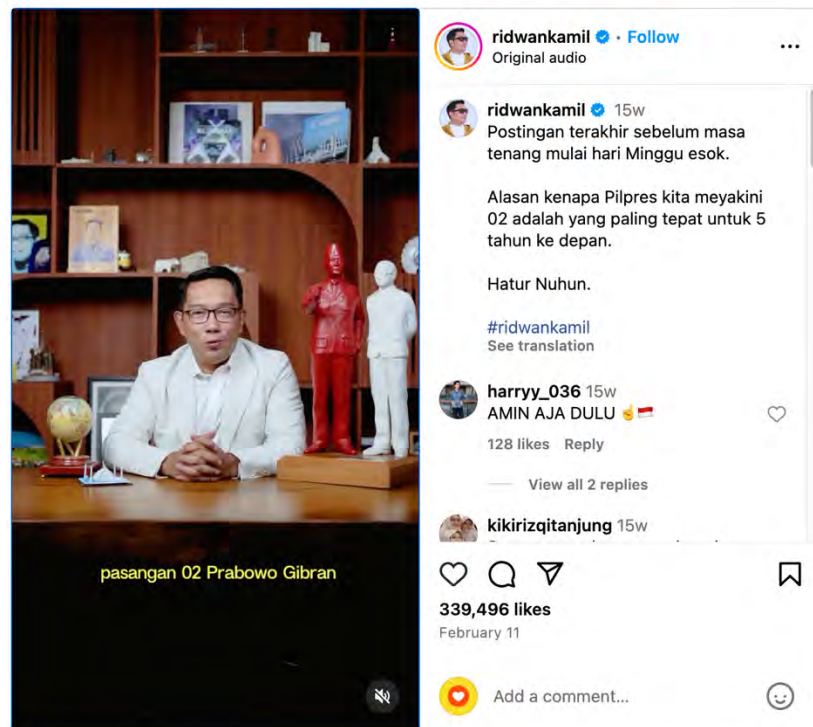 ridwankamil • Follow
Original audio
...
ridwankamil 15w
Postingan terakhir sebelum masa
tenang mulai hari Minggu esok.
Alasan kenapa Pilpres kita meyakini
02 adalah yang paling tepat untuk 5
tahun ke depan.
Hatur Nuhun.
#ridwankamil
See translation
harryy_036 15w
AMIN AJA DULU ☝️🇮🇩
128 likes Reply
View all 2 replies
kikirizqitanjung 15w
pasangan 02 Prabowo Gibran
339,496 likes
February 11
Add a comment...